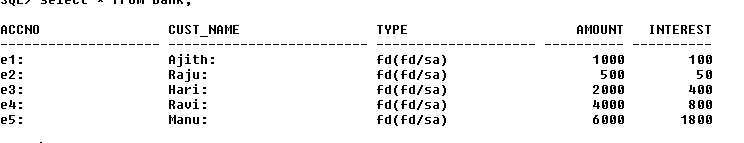 SQL> select * from bank;
ACCNO CUST_NAME TYPE AMOUNT INTEREST
-------------------- ------------------------- -------------------- ---------- ----------
e1: Ajith: fd(fd/sa) 1000 100
e2: Raju: fd(fd/sa) 500 50
e3: Hari: fd(fd/sa) 2000 400
e4: Ravi: fd(fd/sa) 4000 800
e5: Manu: fd(fd/sa) 6000 1800